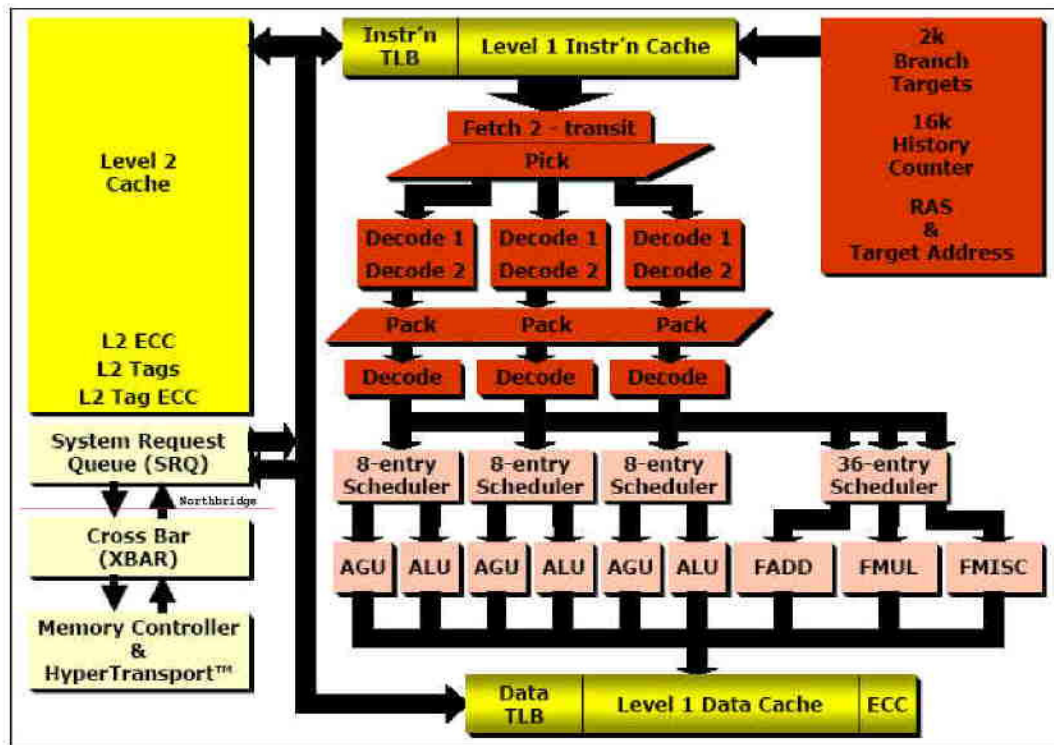 Level 2
Cache
L2 ECC
L2 Tags
L2 Tag ECC
System Request
Queue (SRQ)
Northbridge
Cross Bar
(XBAR)
Memory Controller
&
HyperTransport™
Instr'n
TLB
Level 1 Instr'n Cache
2k
Branch
Targets
16k
History
Counter
RAS
&
Target Address
Fetch 2 - transit
Pick
Decode 1
Decode 2
Decode 1
Decode 2
Decode 1
Decode 2
Pack
Pack
Pack
Decode
Decode
Decode
8-entry
Scheduler
8-entry
Scheduler
8-entry
Scheduler
36-entry
Scheduler
AGU
ALU
AGU
ALU
AGU
ALU
FADD
FMUL
FMISC
Data
TLB
Level 1 Data Cache
ECC